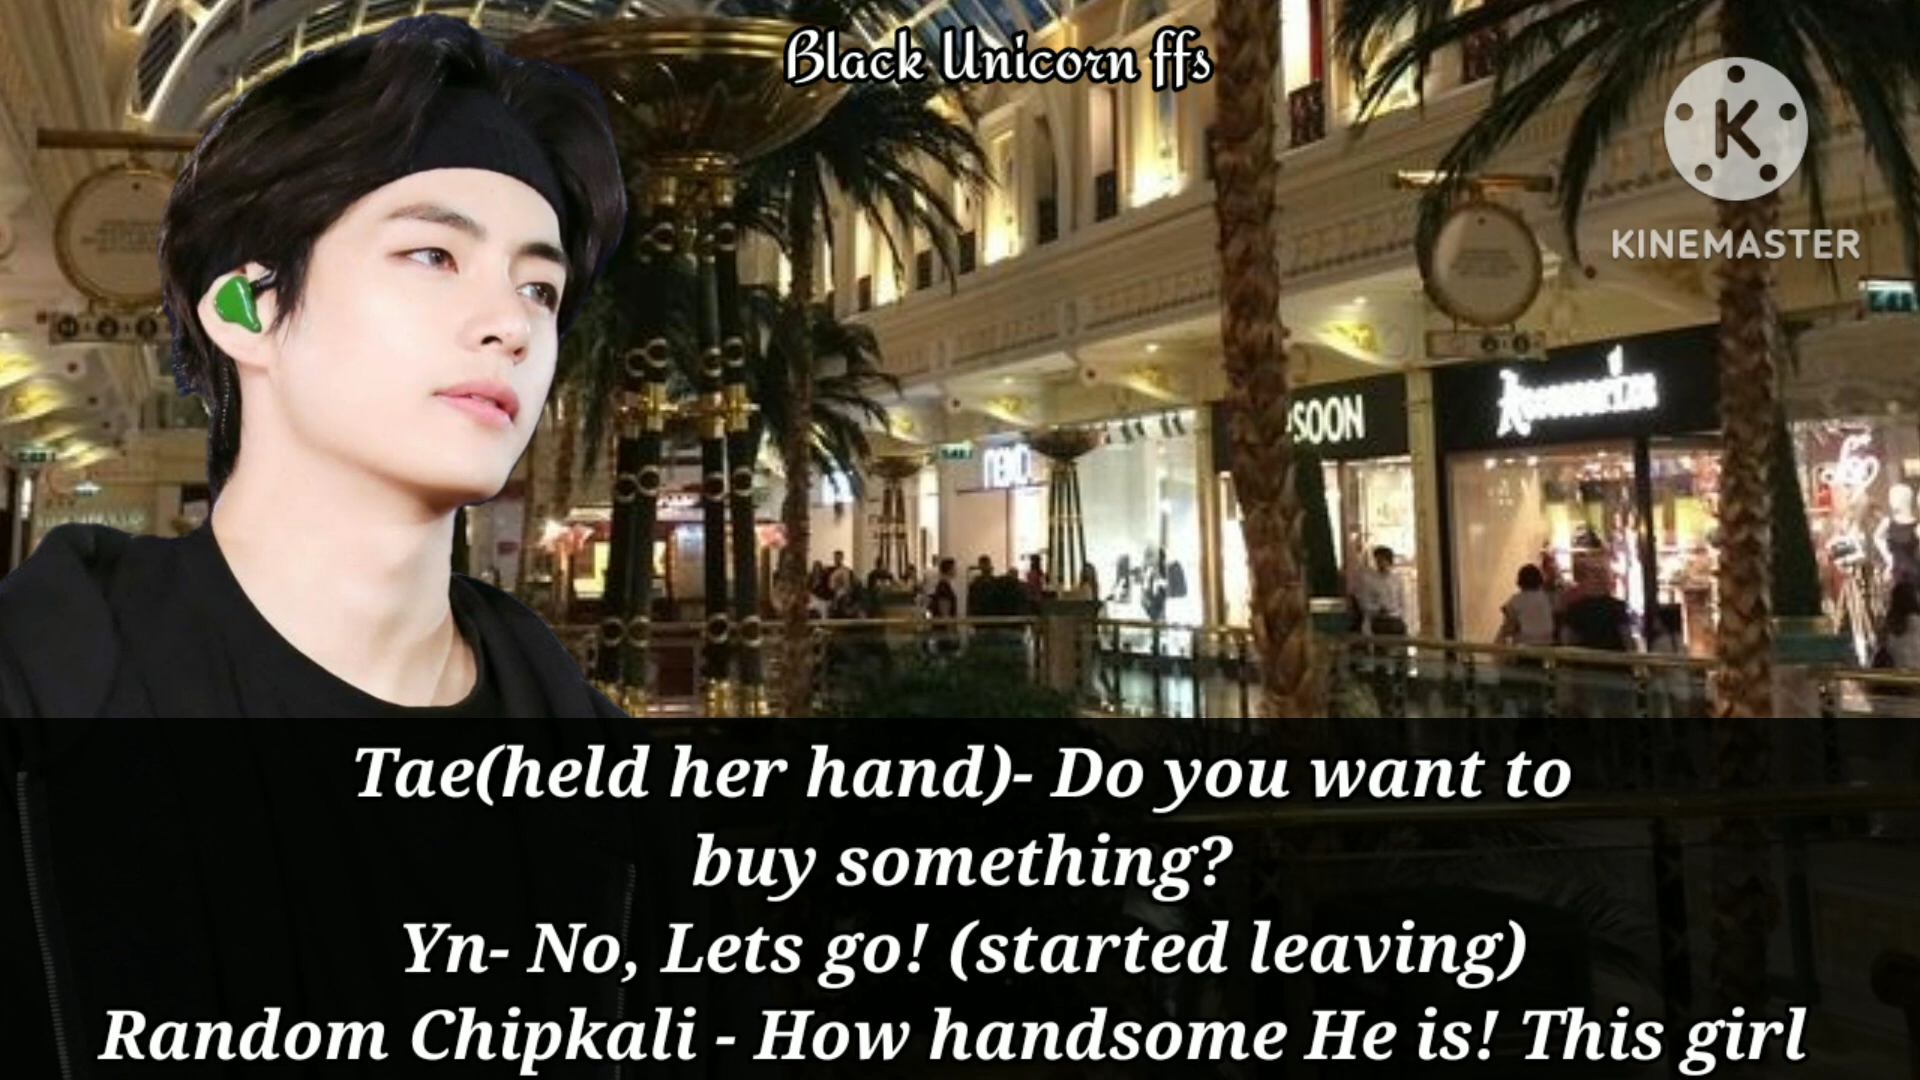 Black Unicorn ffs
K
KINEMASTER
SOON
Accessorize
Tae(held her hand)- Do you want to
buy something?
Yn- No, Lets go! (started leaving)
Random Chipkali - How handsome He is! This girl